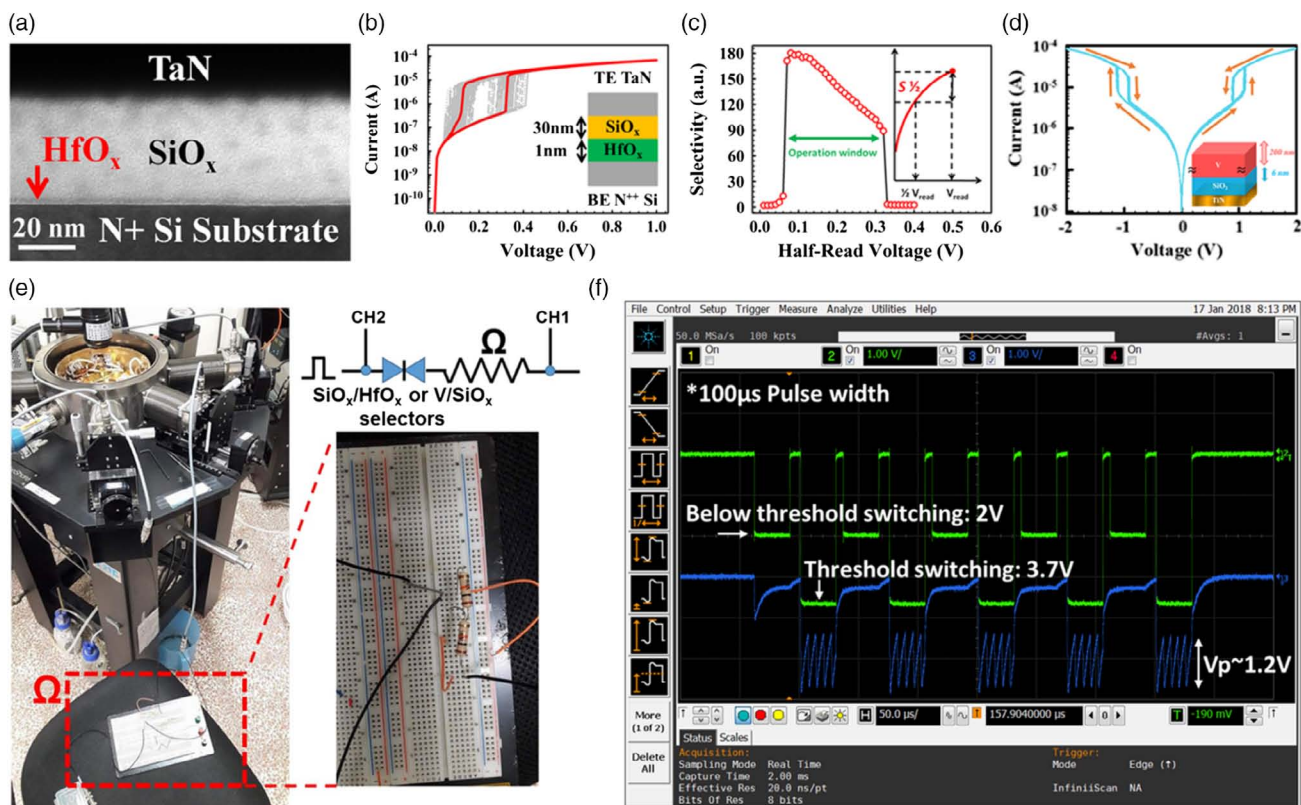 (a)
TaN
HfOx
SiOx
20 nm
N+ Si Substrate
(b)
Current (A)
10⁻⁴
10⁻⁵
10⁻⁶
10⁻⁷
10⁻⁸
10⁻⁹
10⁻¹⁰
0.0 0.2 0.4 0.6 0.8 1.0
Voltage (V)
TE TaN
30nm
SiOx
1nm
HfOx
BE N⁺⁺ Si
(c)
Selectivity (a.u.)
180
150
120
90
60
30
0
0.0 0.1 0.2 0.3 0.4 0.5 0.6
Half-Read Voltage (V)
Operation window
S ½
½ Vread
Vread
(d)
Current (A)
10⁻⁴
10⁻⁵
10⁻⁶
10⁻⁷
10⁻⁸
-2 -1 0 1 2
Voltage (V)
V
SiOx
TiN
200 nm
6 nm
(e)
CH2
Ω
CH1
SiOx/HfOx or V/SiOx
selectors
Ω
(f)
File Control Setup Trigger Measure Analyze Utilities Help
17 Jan 2018 8:13 PM
50.0 MSa/s 100 kpts
#Avgs: 1
1 On
2 On 1.00 V/
3 On 1.00 V/
4 On
*100µs Pulse width
Below threshold switching: 2V
Threshold switching: 3.7V
Vp~1.2V
More
(1 of 2)
Delete
All
H 50.0 µs/
157.9040000 µs
0
T -190 mV
Status Scales
Acquisition:
Sampling Mode Real Time
Capture Time 2.00 ms
Effective Res 20.0 ns/pt
Bits Of Res 8 bits
Trigger:
Mode Edge (↑)
InfiniiScan NA